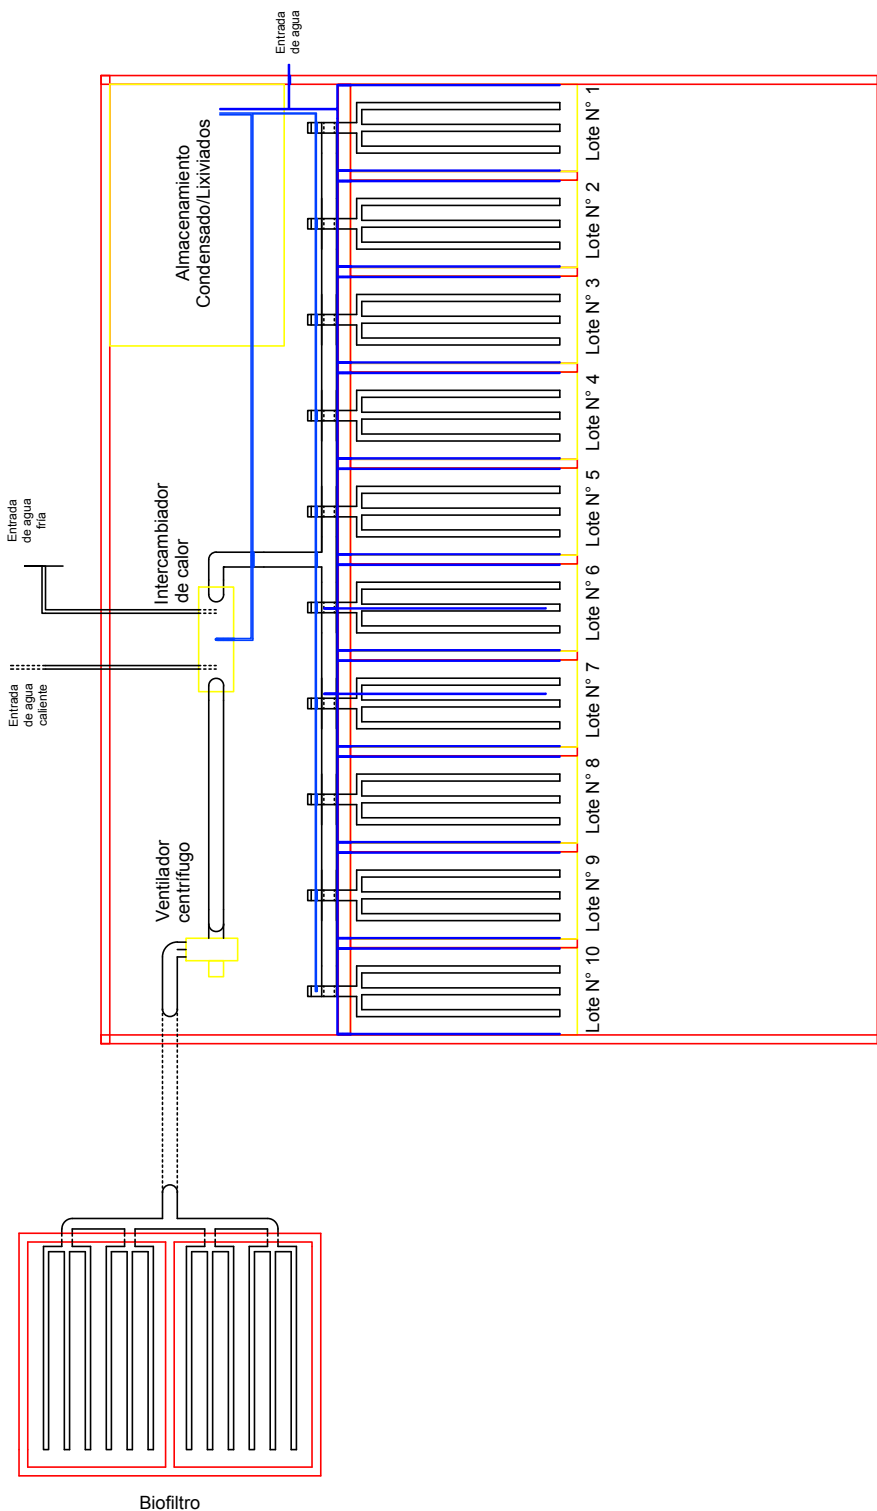 Entrada
de agua
Almacenamiento
Condensado/Lixiviados
Entrada
de agua
fría
Intercambiador
de calor
Entrada
de agua
caliente
Ventilador
centrífugo
Lote N° 1
Lote N° 2
Lote N° 3
Lote N° 4
Lote N° 5
Lote N° 6
Lote N° 7
Lote N° 8
Lote N° 9
Lote N° 10
Biofiltro